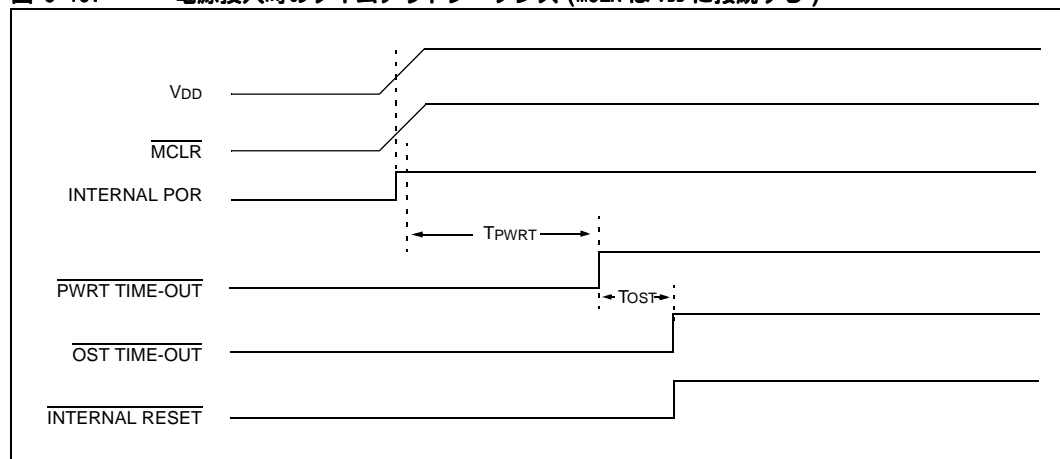 VDD
MCLR
INTERNAL POR
TPWRT
PWRT TIME-OUT
TOST
OST TIME-OUT
INTERNAL RESET